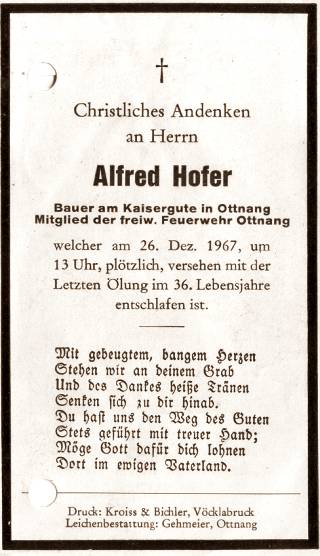 Christliches Andenken
an Herrn
Alfred Hofer
Bauer am Kaisergute in Ottnang
Mitglied der freiw. Feuerwehr Ottnang
welcher am 26. Dez. 1967, um
13 Uhr, plötzlich, versehen mit der
Letzten Ölung im 36. Lebensjahre
entschlafen ist.
Mit gebeugtem, bangem Herzen
Stehen wir an deinem Grab
Und des Dankes heiße Tränen
Senken sich zu dir hinab.
Du hast uns den Weg des Guten
Stets geführt mit treuer Hand;
Möge Gott dafür dich lohnen
Dort im ewigen Vaterland.
Druck: Kroiss & Bichler, Vöcklabruck
Leichenbestattung: Gehmeier, Ottnang